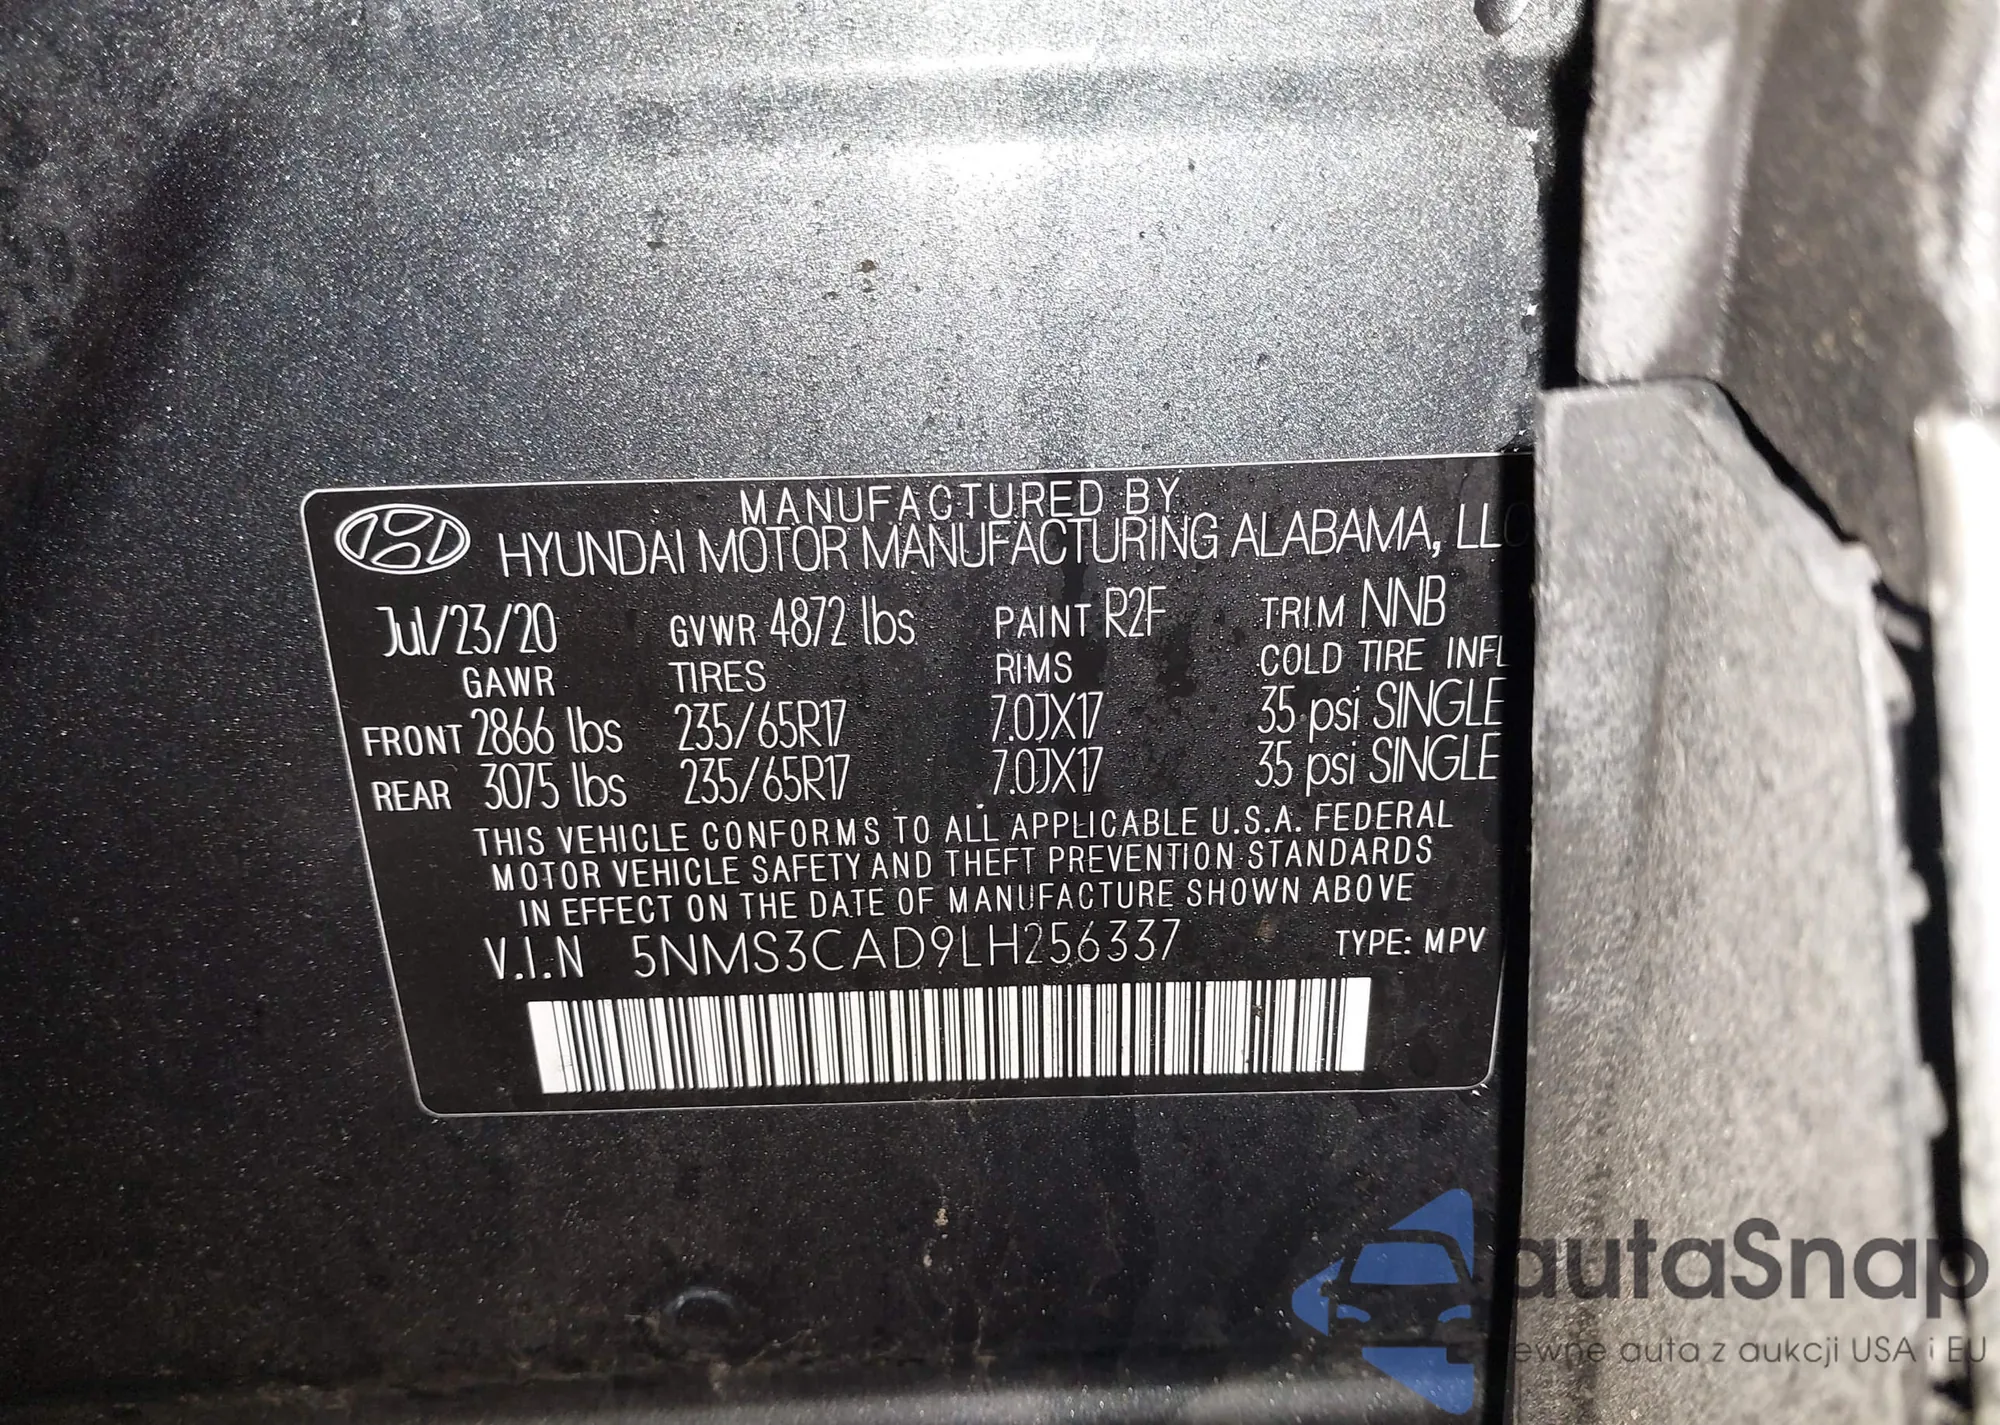 MANUFACTURED BY
HYUNDAI MOTOR MANUFACTURING ALABAMA, LLC
Jul/23/20 GVWR 4872 lbs PAINT R2F TRIM NNB
GAWR TIRES RIMS COLD TIRE INFL
FRONT 2866 lbs 235/65R17 7.0JX17 35 psi SINGLE
REAR 3075 lbs 235/65R17 7.0JX17 35 psi SINGLE
THIS VEHICLE CONFORMS TO ALL APPLICABLE U.S.A. FEDERAL
MOTOR VEHICLE SAFETY AND THEFT PREVENTION STANDARDS
IN EFFECT ON THE DATE OF MANUFACTURE SHOWN ABOVE
V.I.N 5NMS3CAD9LH256337 TYPE: MPV
autaSnap
ewne auta z aukcji USA i EU